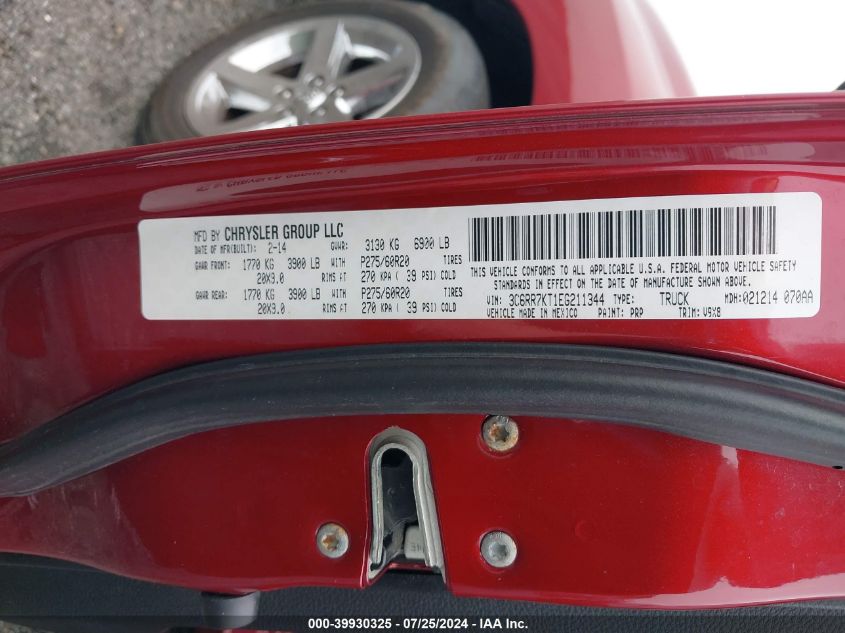 MFD BY CHRYSLER GROUP LLC
DATE OF MFR(BUILT): 2-14 GVWR: 3130 KG 6900 LB
GAWR FRONT: 1770 KG 3900 LB WITH P275/60R20 TIRES
20X9.0 RIMS AT 270 KPA ( 39 PSI) COLD
GAWR REAR: 1770 KG 3900 LB WITH P275/60R20 TIRES
20X9.0 RIMS AT 270 KPA ( 39 PSI) COLD
THIS VEHICLE CONFORMS TO ALL APPLICABLE U.S.A. FEDERAL MOTOR VEHICLE SAFETY
STANDARDS IN EFFECT ON THE DATE OF MANUFACTURE SHOWN ABOVE.
VIN: 3C6RR7KT1EG211344 TYPE: TRUCK MDH:021214 070AA
VEHICLE MADE IN MEXICO PAINT: PRP TRIM: V9X8
000-39930325 - 07/25/2024 - IAA Inc.